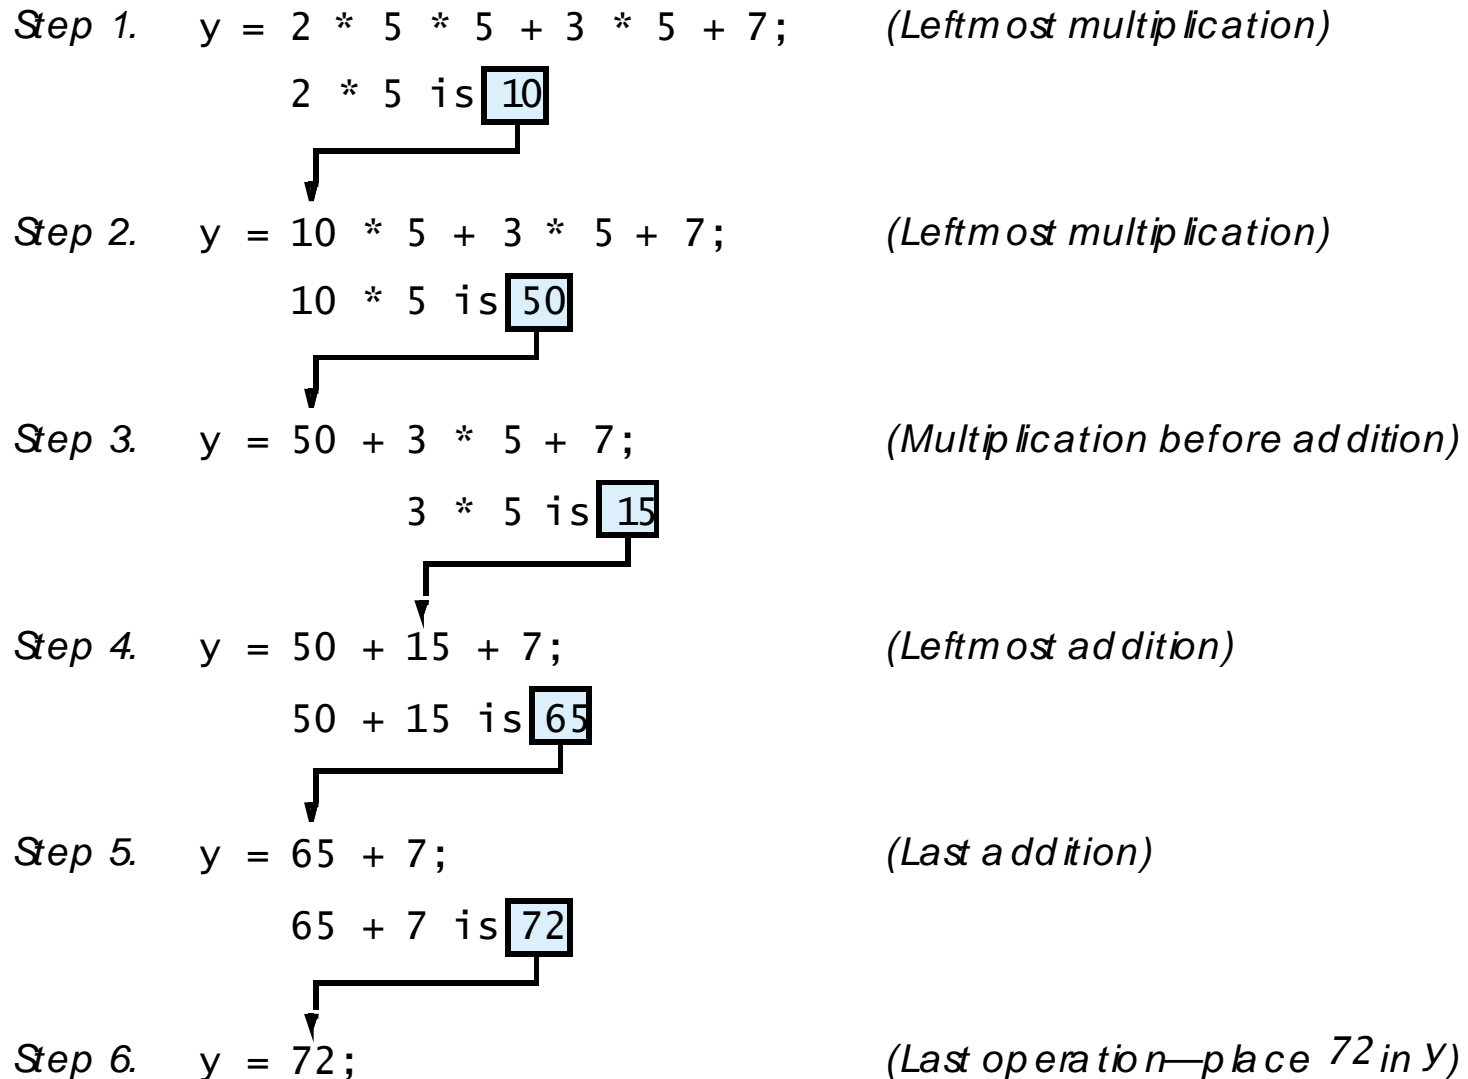 Step 1. y = 2 * 5 * 5 + 3 * 5 + 7; (Leftmost multiplication)
2 * 5 is 10
Step 2. y = 10 * 5 + 3 * 5 + 7; (Leftmost multiplication)
10 * 5 is 50
Step 3. y = 50 + 3 * 5 + 7; (Multiplication before addition)
3 * 5 is 15
Step 4. y = 50 + 15 + 7; (Leftmost addition)
50 + 15 is 65
Step 5. y = 65 + 7; (Last addition)
65 + 7 is 72
Step 6. y = 72; (Last operation—place 72 in y)